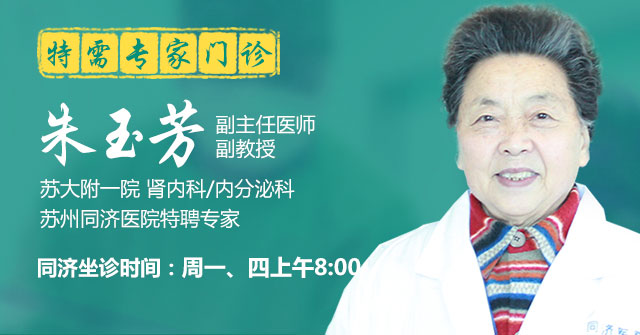 特需专家门诊
朱玉芳 副主任医师
副教授
苏大附一院 肾内科/内分泌科
苏州同济医院特聘专家
同济坐诊时间：周一、四上午8:00